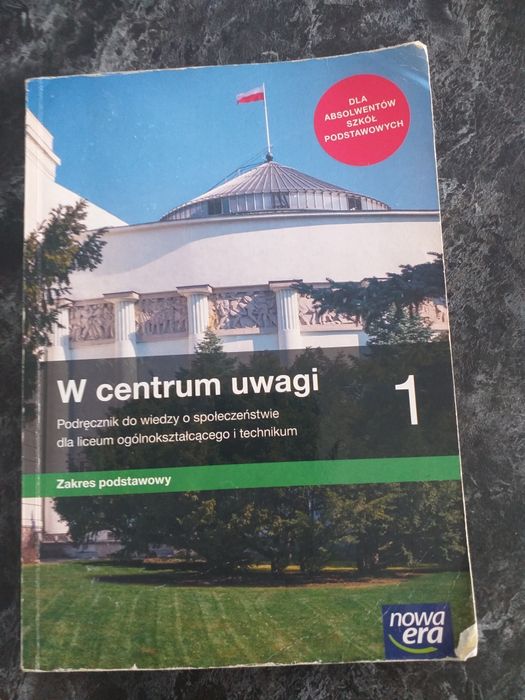 DLA
ABSOLWENTÓW
SZKÓŁ
PODSTAWOWYCH
W centrum uwagi
1
Podręcznik do wiedzy o społeczeństwie
dla liceum ogólnokształcącego i technikum
Zakres podstawowy
nowa
era